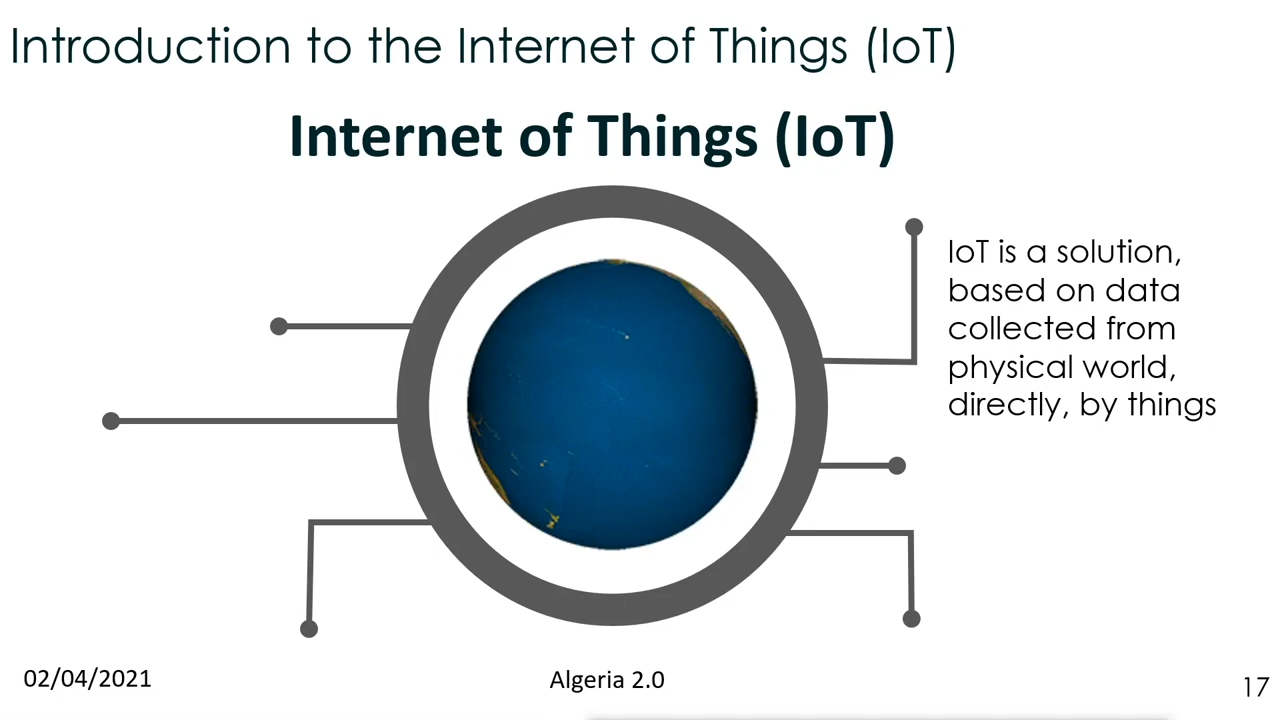 Introduction to the Internet of Things (IoT)
Internet of Things (IoT)
IoT is a solution,
based on data
collected from
physical world,
directly, by things
02/04/2021
Algeria 2.0
17